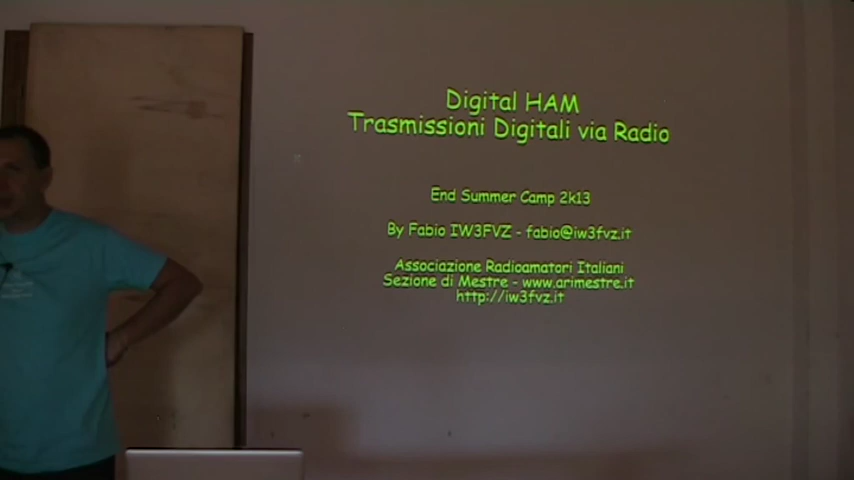 Digital HAM
Trasmissioni Digitali via Radio
End Summer Camp 2k13
By Fabio IW3FVZ - fabio@iw3fvz.it
Associazione Radioamatori Italiani
Sezione di Mestre - www.arimestre.it
http://iw3fvz.it